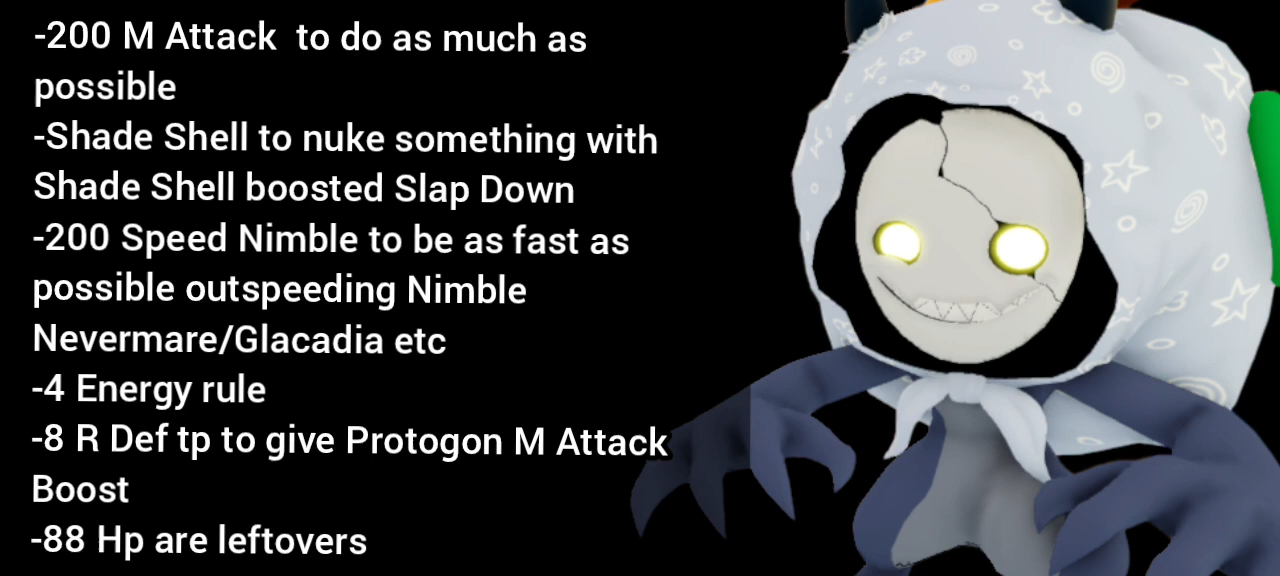 -200 M Attack  to do as much as
possible
-Shade Shell to nuke something with
Shade Shell boosted Slap Down
-200 Speed Nimble to be as fast as
possible outspeeding Nimble
Nevermare/Glacadia etc
-4 Energy rule
-8 R Def tp to give Protogon M Attack
Boost
-88 Hp are leftovers